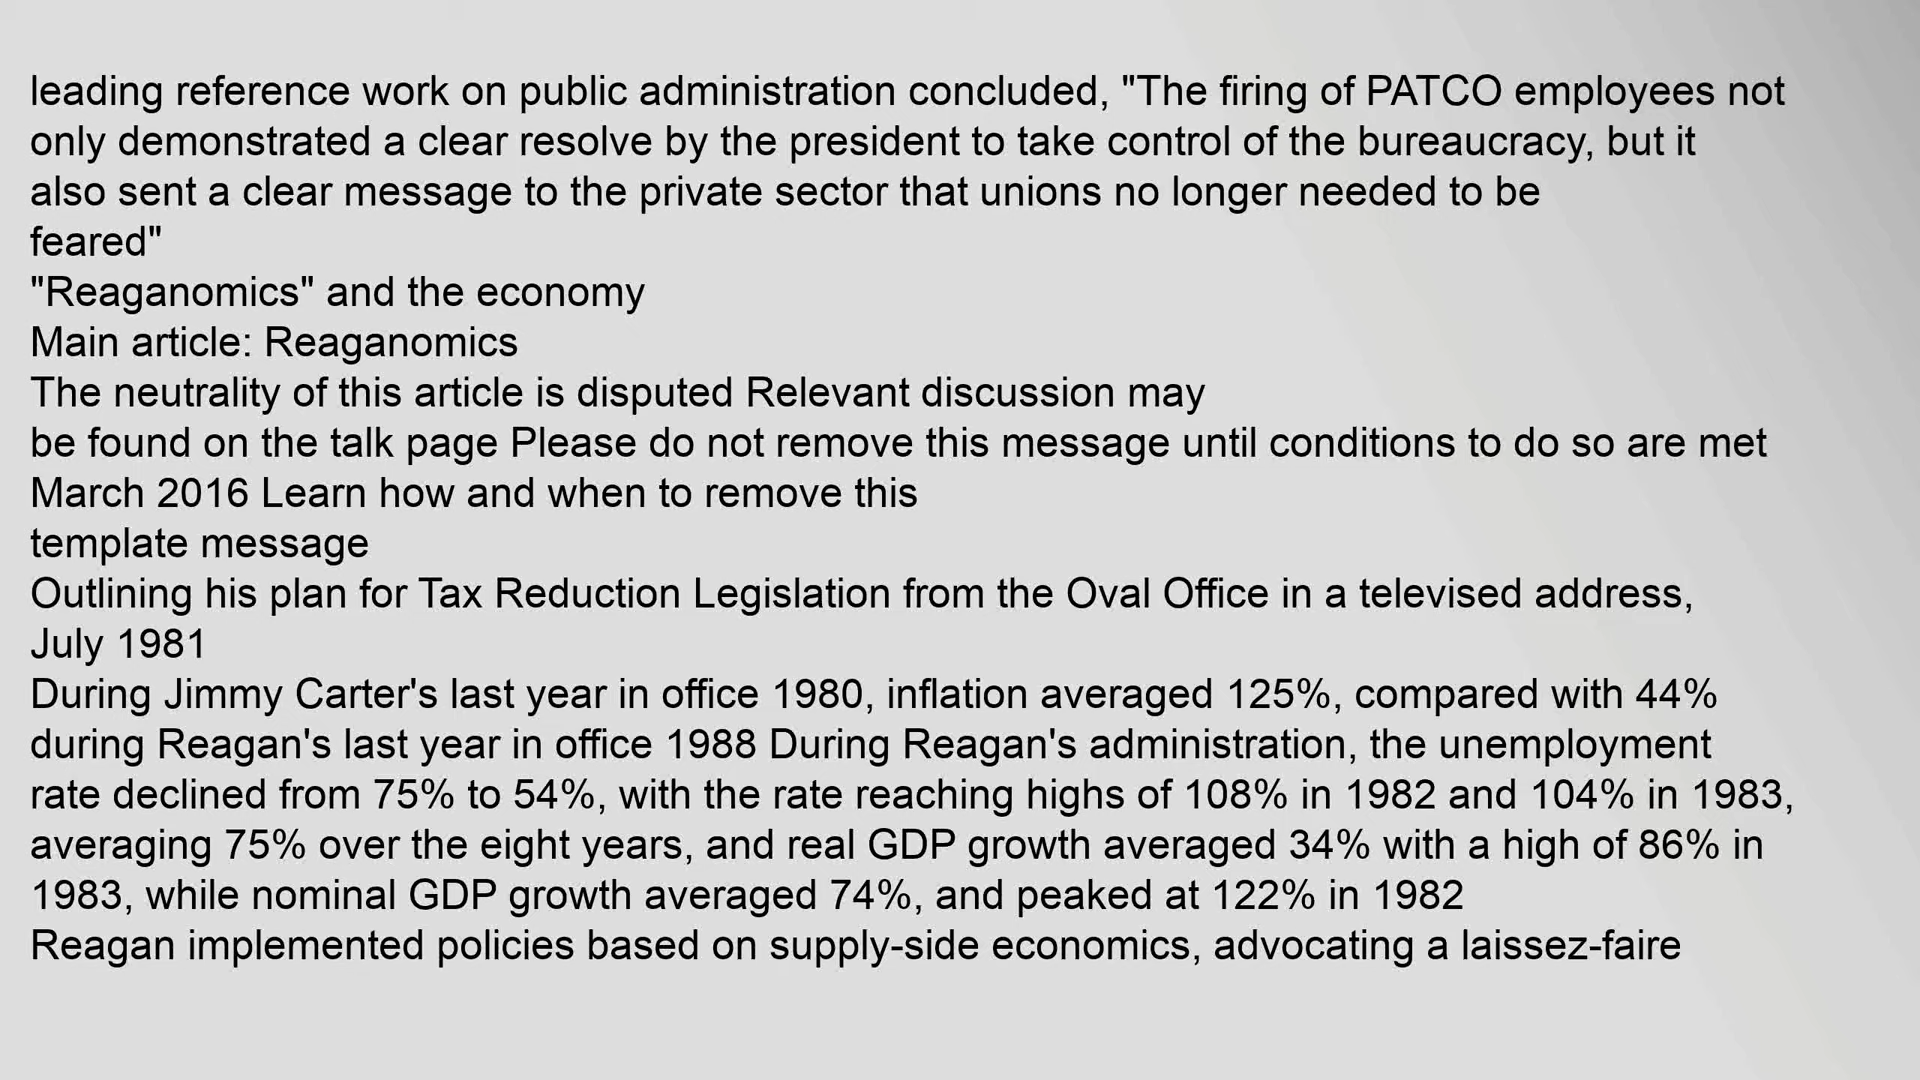 leading reference work on public administration concluded, "The firing of PATCO employees not
only demonstrated a clear resolve by the president to take control of the bureaucracy, but it
also sent a clear message to the private sector that unions no longer needed to be
feared"
"Reaganomics" and the economy
Main article: Reaganomics
The neutrality of this article is disputed Relevant discussion may
be found on the talk page Please do not remove this message until conditions to do so are met
March 2016 Learn how and when to remove this
template message
Outlining his plan for Tax Reduction Legislation from the Oval Office in a televised address,
July 1981
During Jimmy Carter's last year in office 1980, inflation averaged 125%, compared with 44%
during Reagan's last year in office 1988 During Reagan's administration, the unemployment
rate declined from 75% to 54%, with the rate reaching highs of 108% in 1982 and 104% in 1983,
averaging 75% over the eight years, and real GDP growth averaged 34% with a high of 86% in
1983, while nominal GDP growth averaged 74%, and peaked at 122% in 1982
Reagan implemented policies based on supply-side economics, advocating a laissez-faire